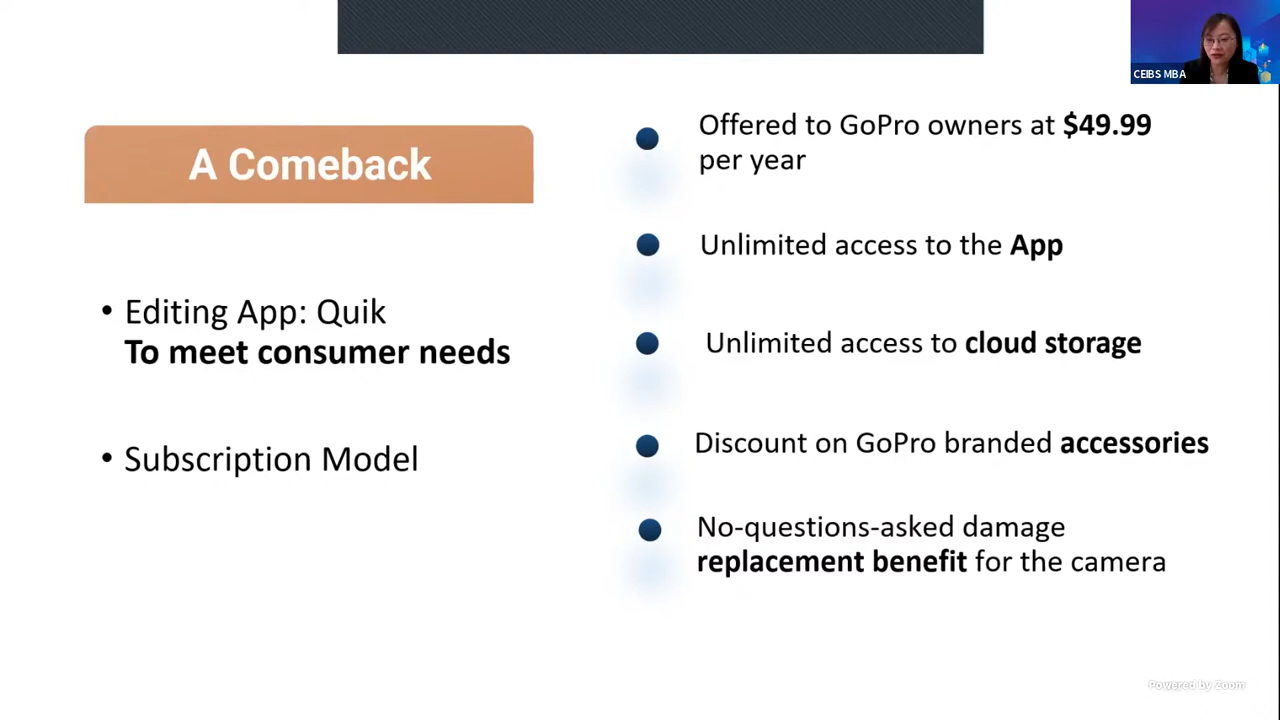 CEIBS MBA
A Comeback
• Editing App: Quik
To meet consumer needs
• Subscription Model
Offered to GoPro owners at $49.99
per year
Unlimited access to the App
Unlimited access to cloud storage
Discount on GoPro branded accessories
No-questions-asked damage
replacement benefit for the camera
Powered by Zoom